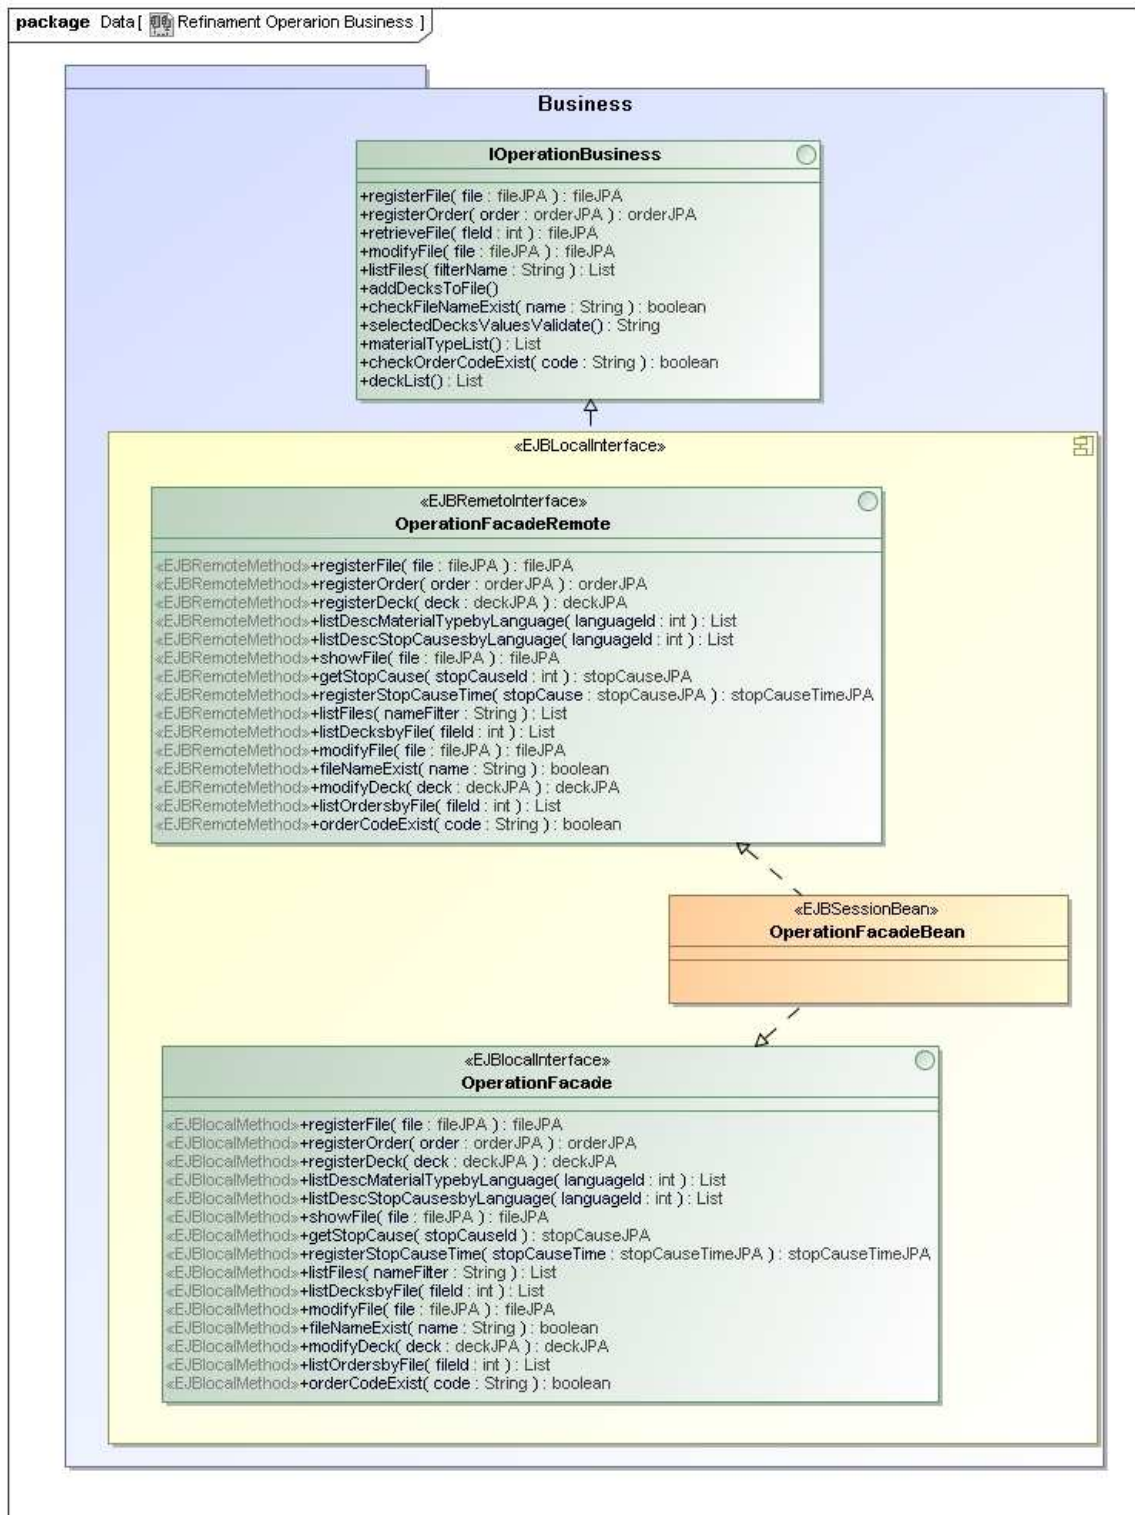 package Data [ Refinament Operarion Business ]
Business
IOperationBusiness
+registerFile( file : fileJPA ) : fileJPA
+registerOrder( order : orderJPA ) : orderJPA
+retrieveFile( fileId : int ) : fileJPA
+modifyFile( file : fileJPA ) : fileJPA
+listFiles( filterName : String ) : List
+addDecksToFile()
+checkFileNameExist( name : String ) : boolean
+selectedDecksValuesValidate() : String
+materialTypeList() : List
+checkOrderCodeExist( code : String ) : boolean
+deckList() : List
«EJBLocalInterface»
«EJBRemetoInterface»
OperationFacadeRemote
«EJBRemoteMethod»+registerFile( file : fileJPA ) : fileJPA
«EJBRemoteMethod»+registerOrder( order : orderJPA ) : orderJPA
«EJBRemoteMethod»+registerDeck( deck : deckJPA ) : deckJPA
«EJBRemoteMethod»+listDescMaterialTypebyLanguage( languageId : int ) : List
«EJBRemoteMethod»+listDescStopCausesbyLanguage( languageId : int ) : List
«EJBRemoteMethod»+showFile( file : fileJPA ) : fileJPA
«EJBRemoteMethod»+getStopCause( stopCauseId : int ) : stopCauseJPA
«EJBRemoteMethod»+registerStopCauseTime( stopCause : stopCauseJPA ) : stopCauseTimeJPA
«EJBRemoteMethod»+listFiles( nameFilter : String ) : List
«EJBRemoteMethod»+listDecksbyFile( fileId : int ) : List
«EJBRemoteMethod»+modifyFile( file : fileJPA ) : fileJPA
«EJBRemoteMethod»+fileNameExist( name : String ) : boolean
«EJBRemoteMethod»+modifyDeck( deck : deckJPA ) : deckJPA
«EJBRemoteMethod»+listOrdersbyFile( fileId : int ) : List
«EJBRemoteMethod»+orderCodeExist( code : String ) : boolean
«EJBSessionBean»
OperationFacadeBean
«EJBlocalInterface»
OperationFacade
«EJBlocalMethod»+registerFile( file : fileJPA ) : fileJPA
«EJBlocalMethod»+registerOrder( order : orderJPA ) : orderJPA
«EJBlocalMethod»+registerDeck( deck : deckJPA ) : deckJPA
«EJBlocalMethod»+listDescMaterialTypebyLanguage( languageId : int ) : List
«EJBlocalMethod»+listDescStopCausesbyLanguage( languageId : int ) : List
«EJBlocalMethod»+showFile( file : fileJPA ) : fileJPA
«EJBlocalMethod»+getStopCause( stopCauseId ) : stopCauseJPA
«EJBlocalMethod»+registerStopCauseTime( stopCauseTime : stopCauseTimeJPA ) : stopCauseTimeJPA
«EJBlocalMethod»+listFiles( nameFilter : String ) : List
«EJBlocalMethod»+listDecksbyFile( fileId : int ) : List
«EJBlocalMethod»+modifyFile( file : fileJPA ) : fileJPA
«EJBlocalMethod»+fileNameExist( name : String ) : boolean
«EJBlocalMethod»+modifyDeck( deck : deckJPA ) : deckJPA
«EJBlocalMethod»+listOrdersbyFile( fileId : int ) : List
«EJBlocalMethod»+orderCodeExist( code : String ) : boolean